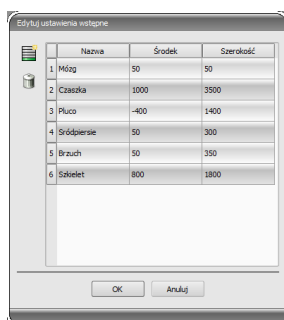 Edytuj ustawienia wstępne
Nazwa Środek Szerokość
1 Mózg 50 50
2 Czaszka 1000 3500
3 Płuco -400 1400
4 Śródpiersie 50 300
5 Brzuch 50 350
6 Szkielet 800 1800
OK Anuluj